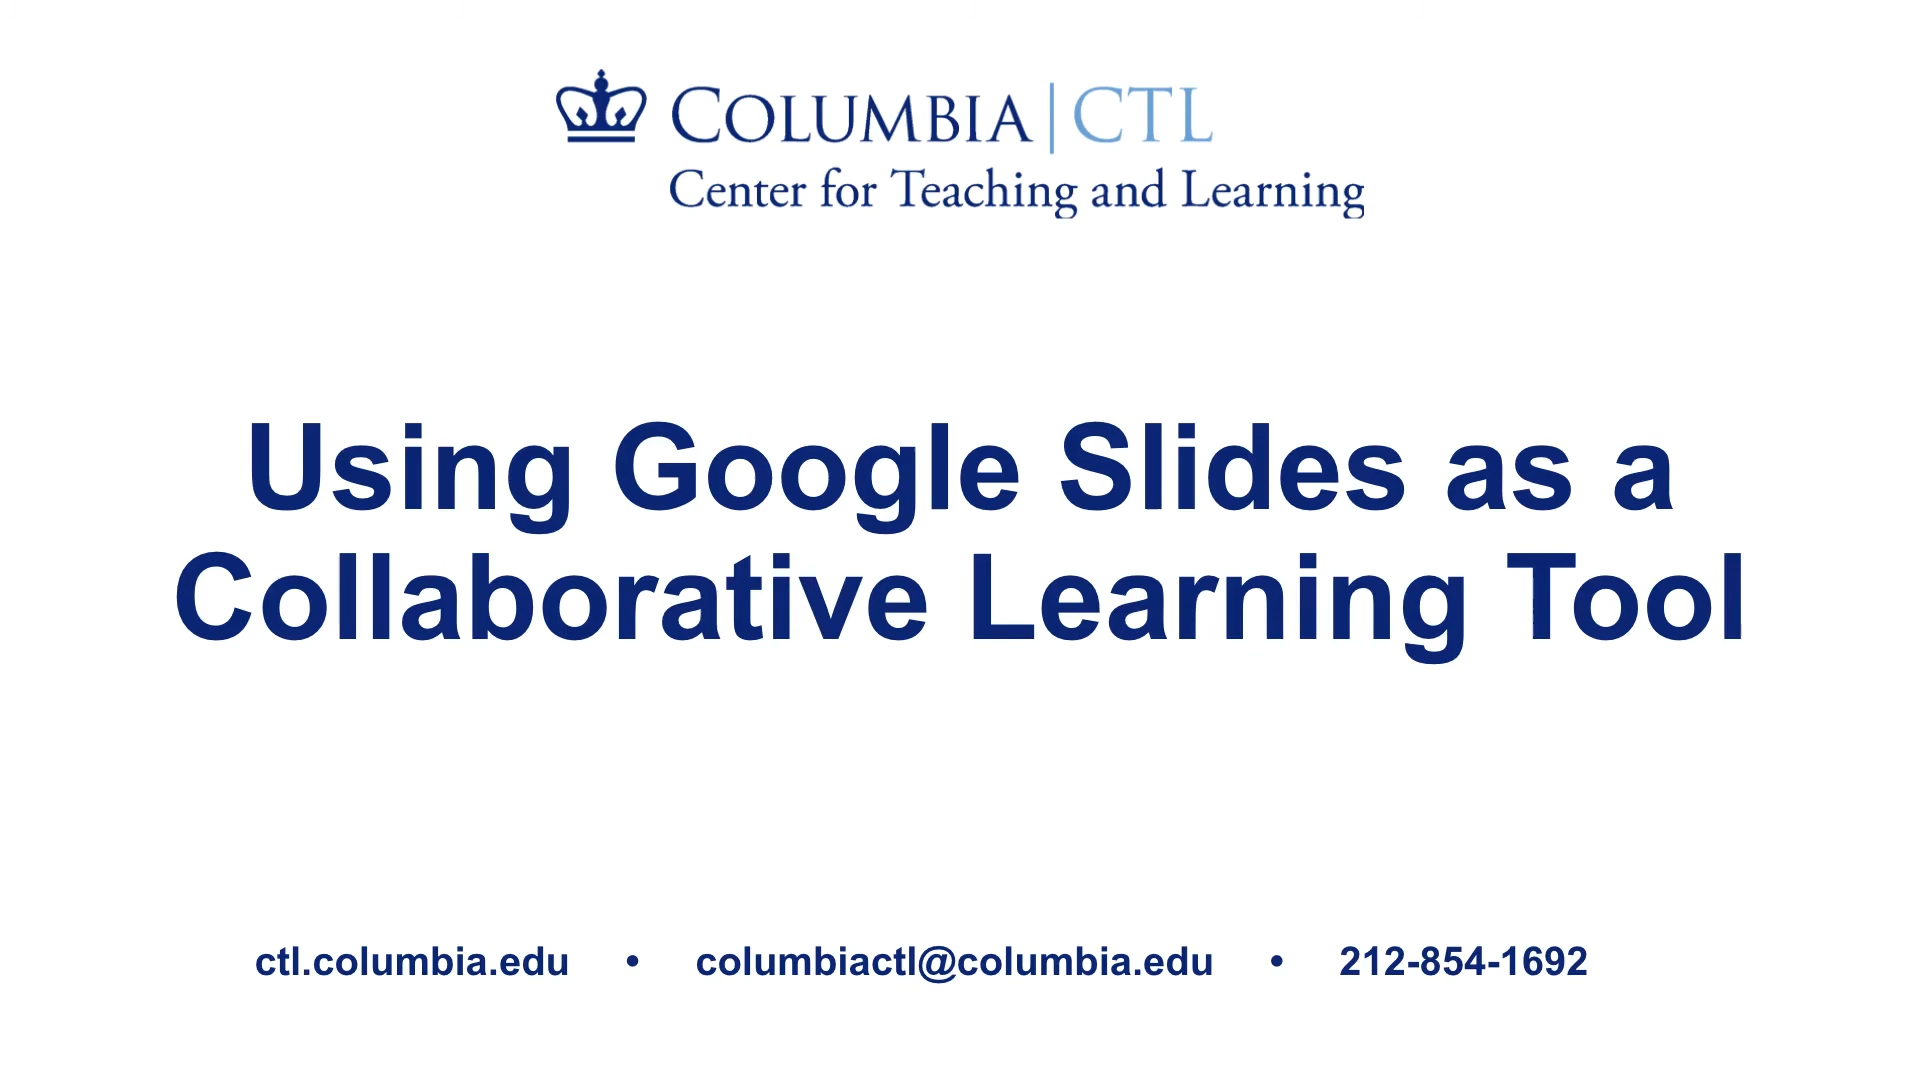 COLUMBIA | CTL
Center for Teaching and Learning
Using Google Slides as a
Collaborative Learning Tool
ctl.columbia.edu • columbiactl@columbia.edu • 212-854-1692